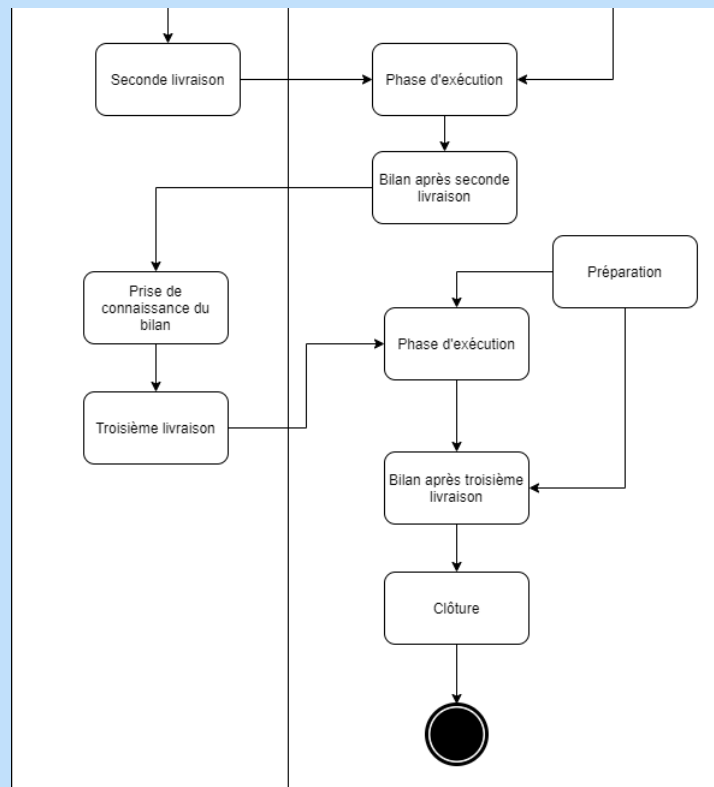 Seconde livraison
Phase d'exécution
Bilan après seconde
livraison
Préparation
Prise de
connaissance du
bilan
Phase d'exécution
Troisième livraison
Bilan après troisième
livraison
Clôture